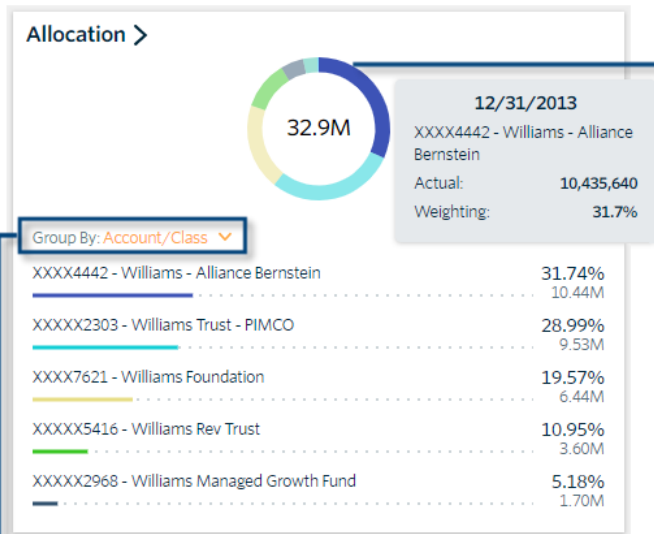 Allocation >
32.9M
12/31/2013
XXXX4442 - Williams - Alliance
Bernstein
Actual: 10,435,640
Weighting: 31.7%
Group By: Account/Class
XXXX4442 - Williams - Alliance Bernstein 31.74%
10.44M
XXXXX2303 - Williams Trust - PIMCO 28.99%
9.53M
XXXX7621 - Williams Foundation 19.57%
6.44M
XXXXX5416 - Williams Rev Trust 10.95%
3.60M
XXXXX2968 - Williams Managed Growth Fund 5.18%
1.70M